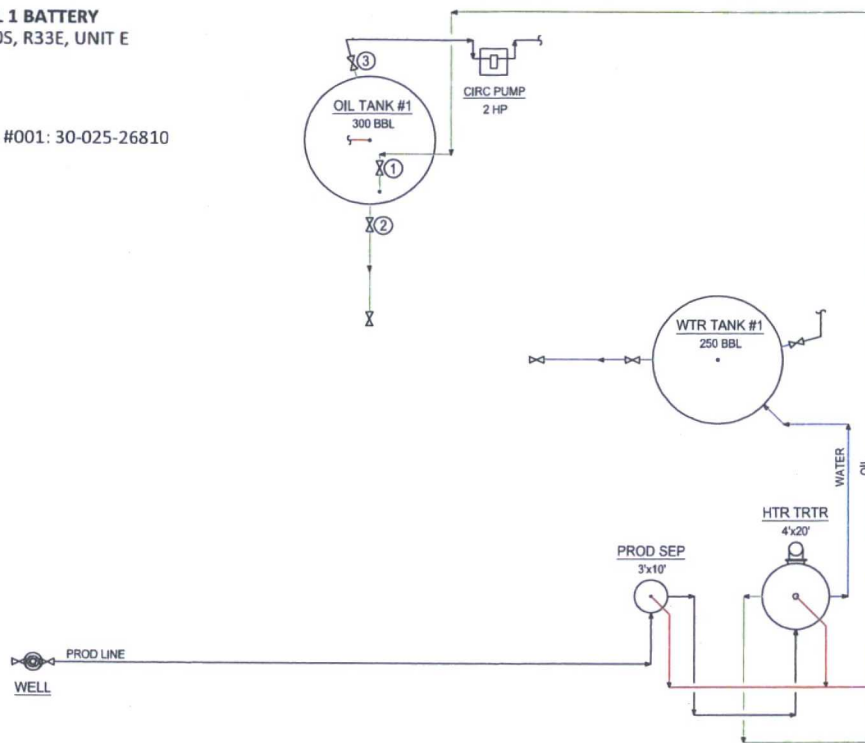 1 BATTERY
R33E, UNIT E
#001: 30-025-26810
3
OIL TANK #1
300 BBL
1
2
CIRC PUMP
2 HP
WTR TANK #1
250 BBL
WATER
OIL
HTR TRTR
4'x20'
PROD SEP
3'x10'
PROD LINE
WELL